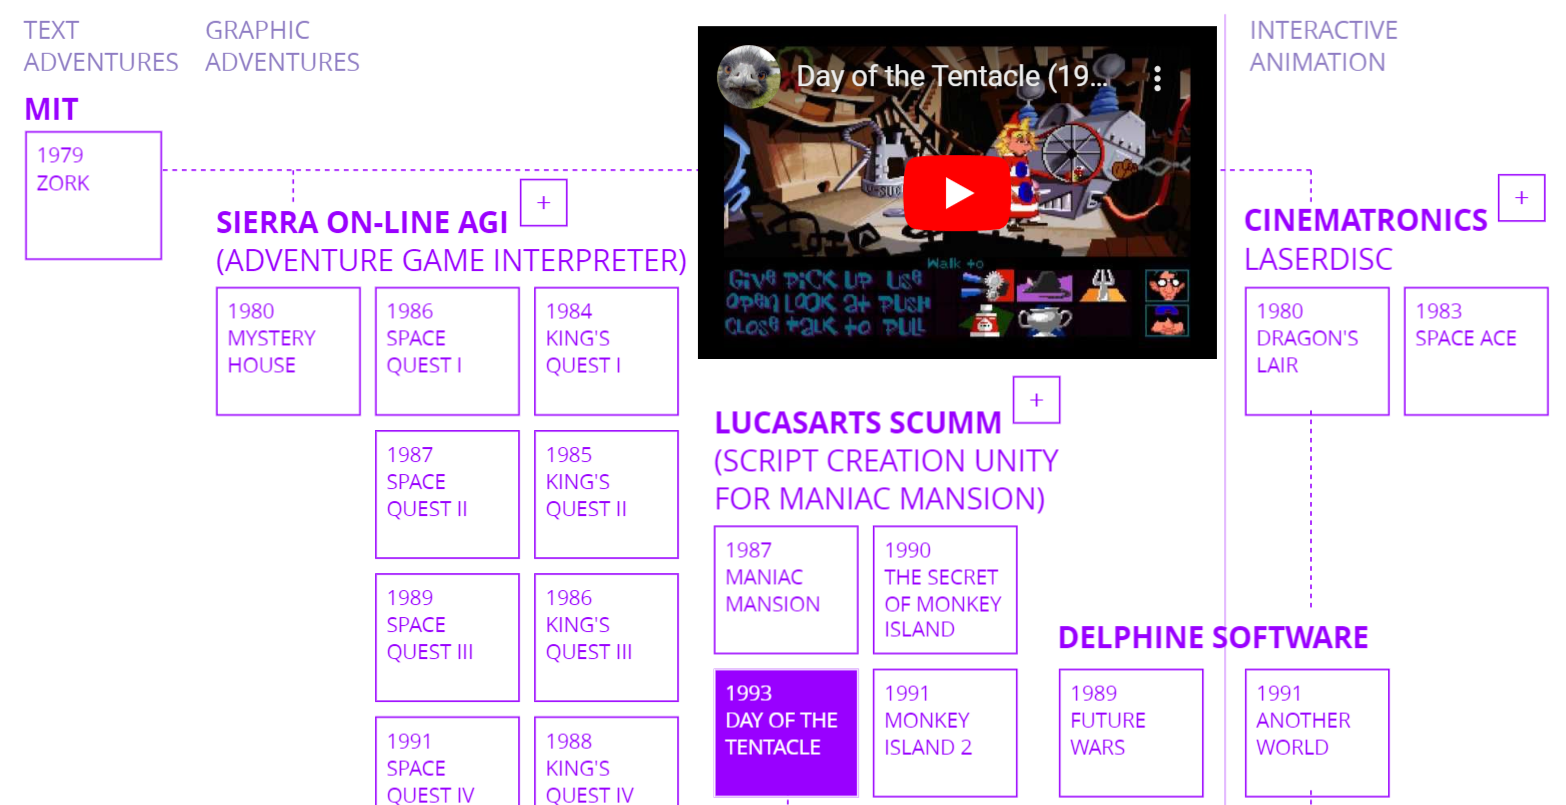 TEXT
ADVENTURES
GRAPHIC
ADVENTURES
INTERACTIVE
ANIMATION
MIT
1979
ZORK
SIERRA ON-LINE AGI
+
(ADVENTURE GAME INTERPRETER)
1980
MYSTERY
HOUSE
1986
SPACE
QUEST I
1984
KING'S
QUEST I
1987
SPACE
QUEST II
1985
KING'S
QUEST II
1989
SPACE
QUEST III
1986
KING'S
QUEST III
1991
SPACE
QUEST IV
1988
KING'S
QUEST IV
Day of the Tentacle (19...
Walk to
Give Pick up Use
Open Look at Push
Close Talk to Pull
+
LUCASARTS SCUMM
(SCRIPT CREATION UNITY
FOR MANIAC MANSION)
1987
MANIAC
MANSION
1990
THE SECRET
OF MONKEY
ISLAND
1993
DAY OF THE
TENTACLE
1991
MONKEY
ISLAND 2
CINEMATRONICS
+
LASERDISC
1980
DRAGON'S
LAIR
1983
SPACE ACE
DELPHINE SOFTWARE
1989
FUTURE
WARS
1991
ANOTHER
WORLD